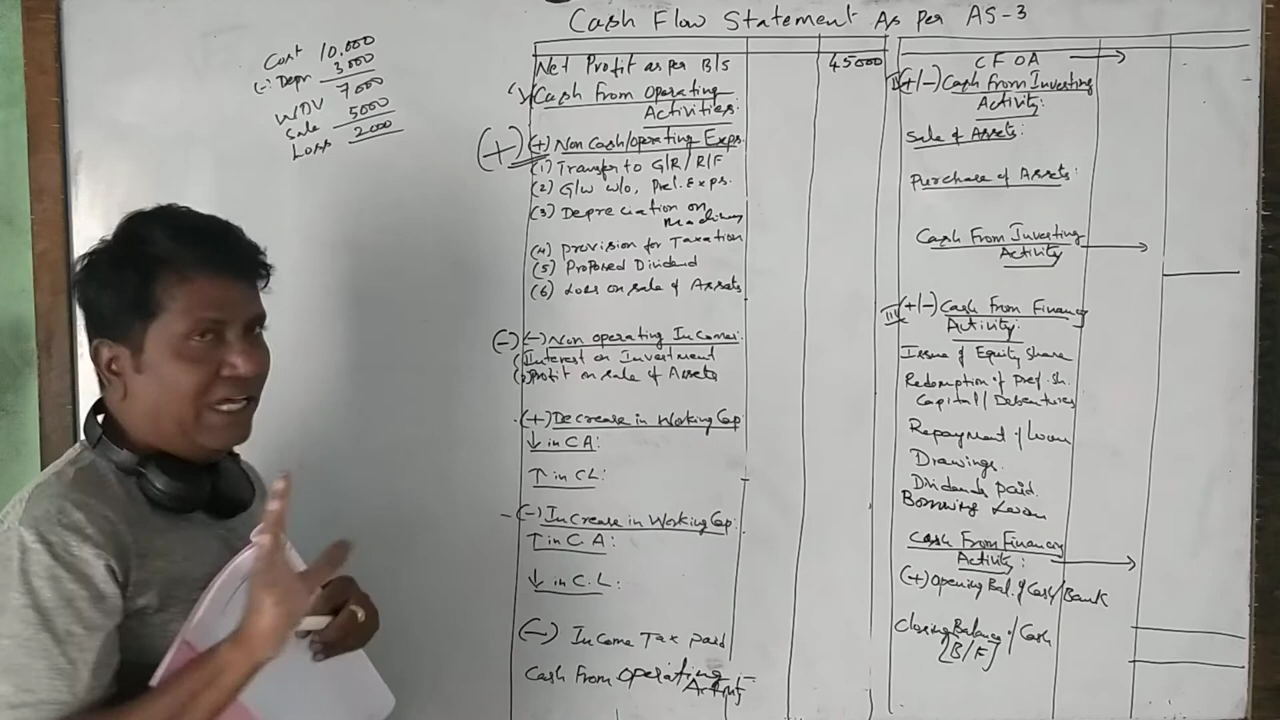 Cash Flow Statement As per AS-3
Cost 10,000
(-) Depn 3000
WDV 7000
Sale 5000
Loss 2000
Net Profit as per B/S 45000
Cash From Operating
Activities:
(+) (+) Non Cash/operating Exps.
(1) Transfer to G/R / R/F
(2) G/W W/O, Prel. Exps.
(3) Depreciation on
Machinery
(4) Provision for Taxation
(5) Proposed Dividend
(6) Loss on sale of Assets
(-) (-) Non operating Incomes:
Interest on Investment
Profit on sale of Assets
(+) Decrease in Working Cap
↓ in CA:
↑ in CL:
(-) Increase in Working Cap:
↑ in C.A:
↓ in C.L:
(-) Income Tax paid
Cash From Operating
Activity
CFOA →
II (+/-) Cash From Investing
Activity:
Sale of Assets:
Purchase of Assets:
Cash From Investing
Activity →
III (+/-) Cash From Financing
Activity:
Issue of Equity Share
Redemption of Pref. Sh.
Capital / Debentures
Repayment of Loan
Drawings
Dividends paid.
Borrowing Loan
Cash From Financing
Activity: →
(+) Opening Bal. of Cash/Bank
Closing Balance of Cash
[B/F]